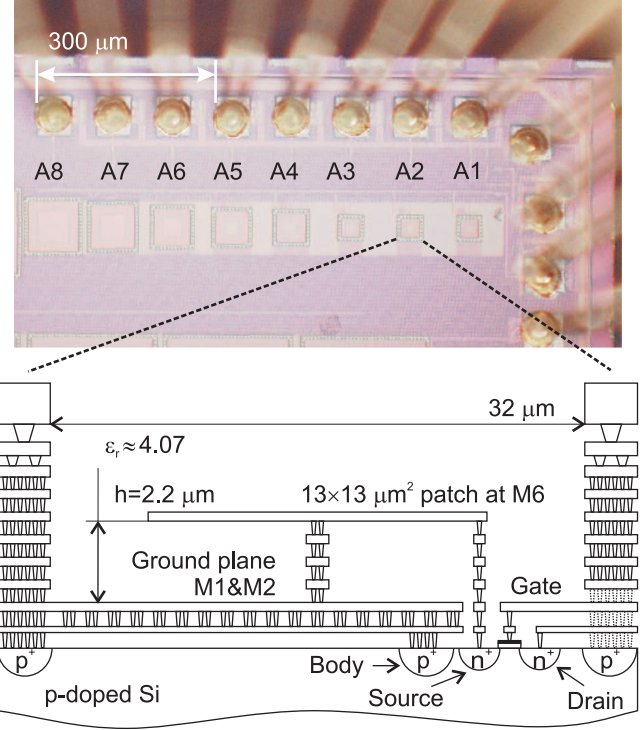 300 μm
A8 A7 A6 A5 A4 A3 A2 A1
32 μm
εᵣ≈4.07
h=2.2 μm 13×13 μm² patch at M6
Ground plane
M1&M2
Gate
p⁺ p⁺ n⁺ n⁺ p⁺
Body
p-doped Si Source Drain